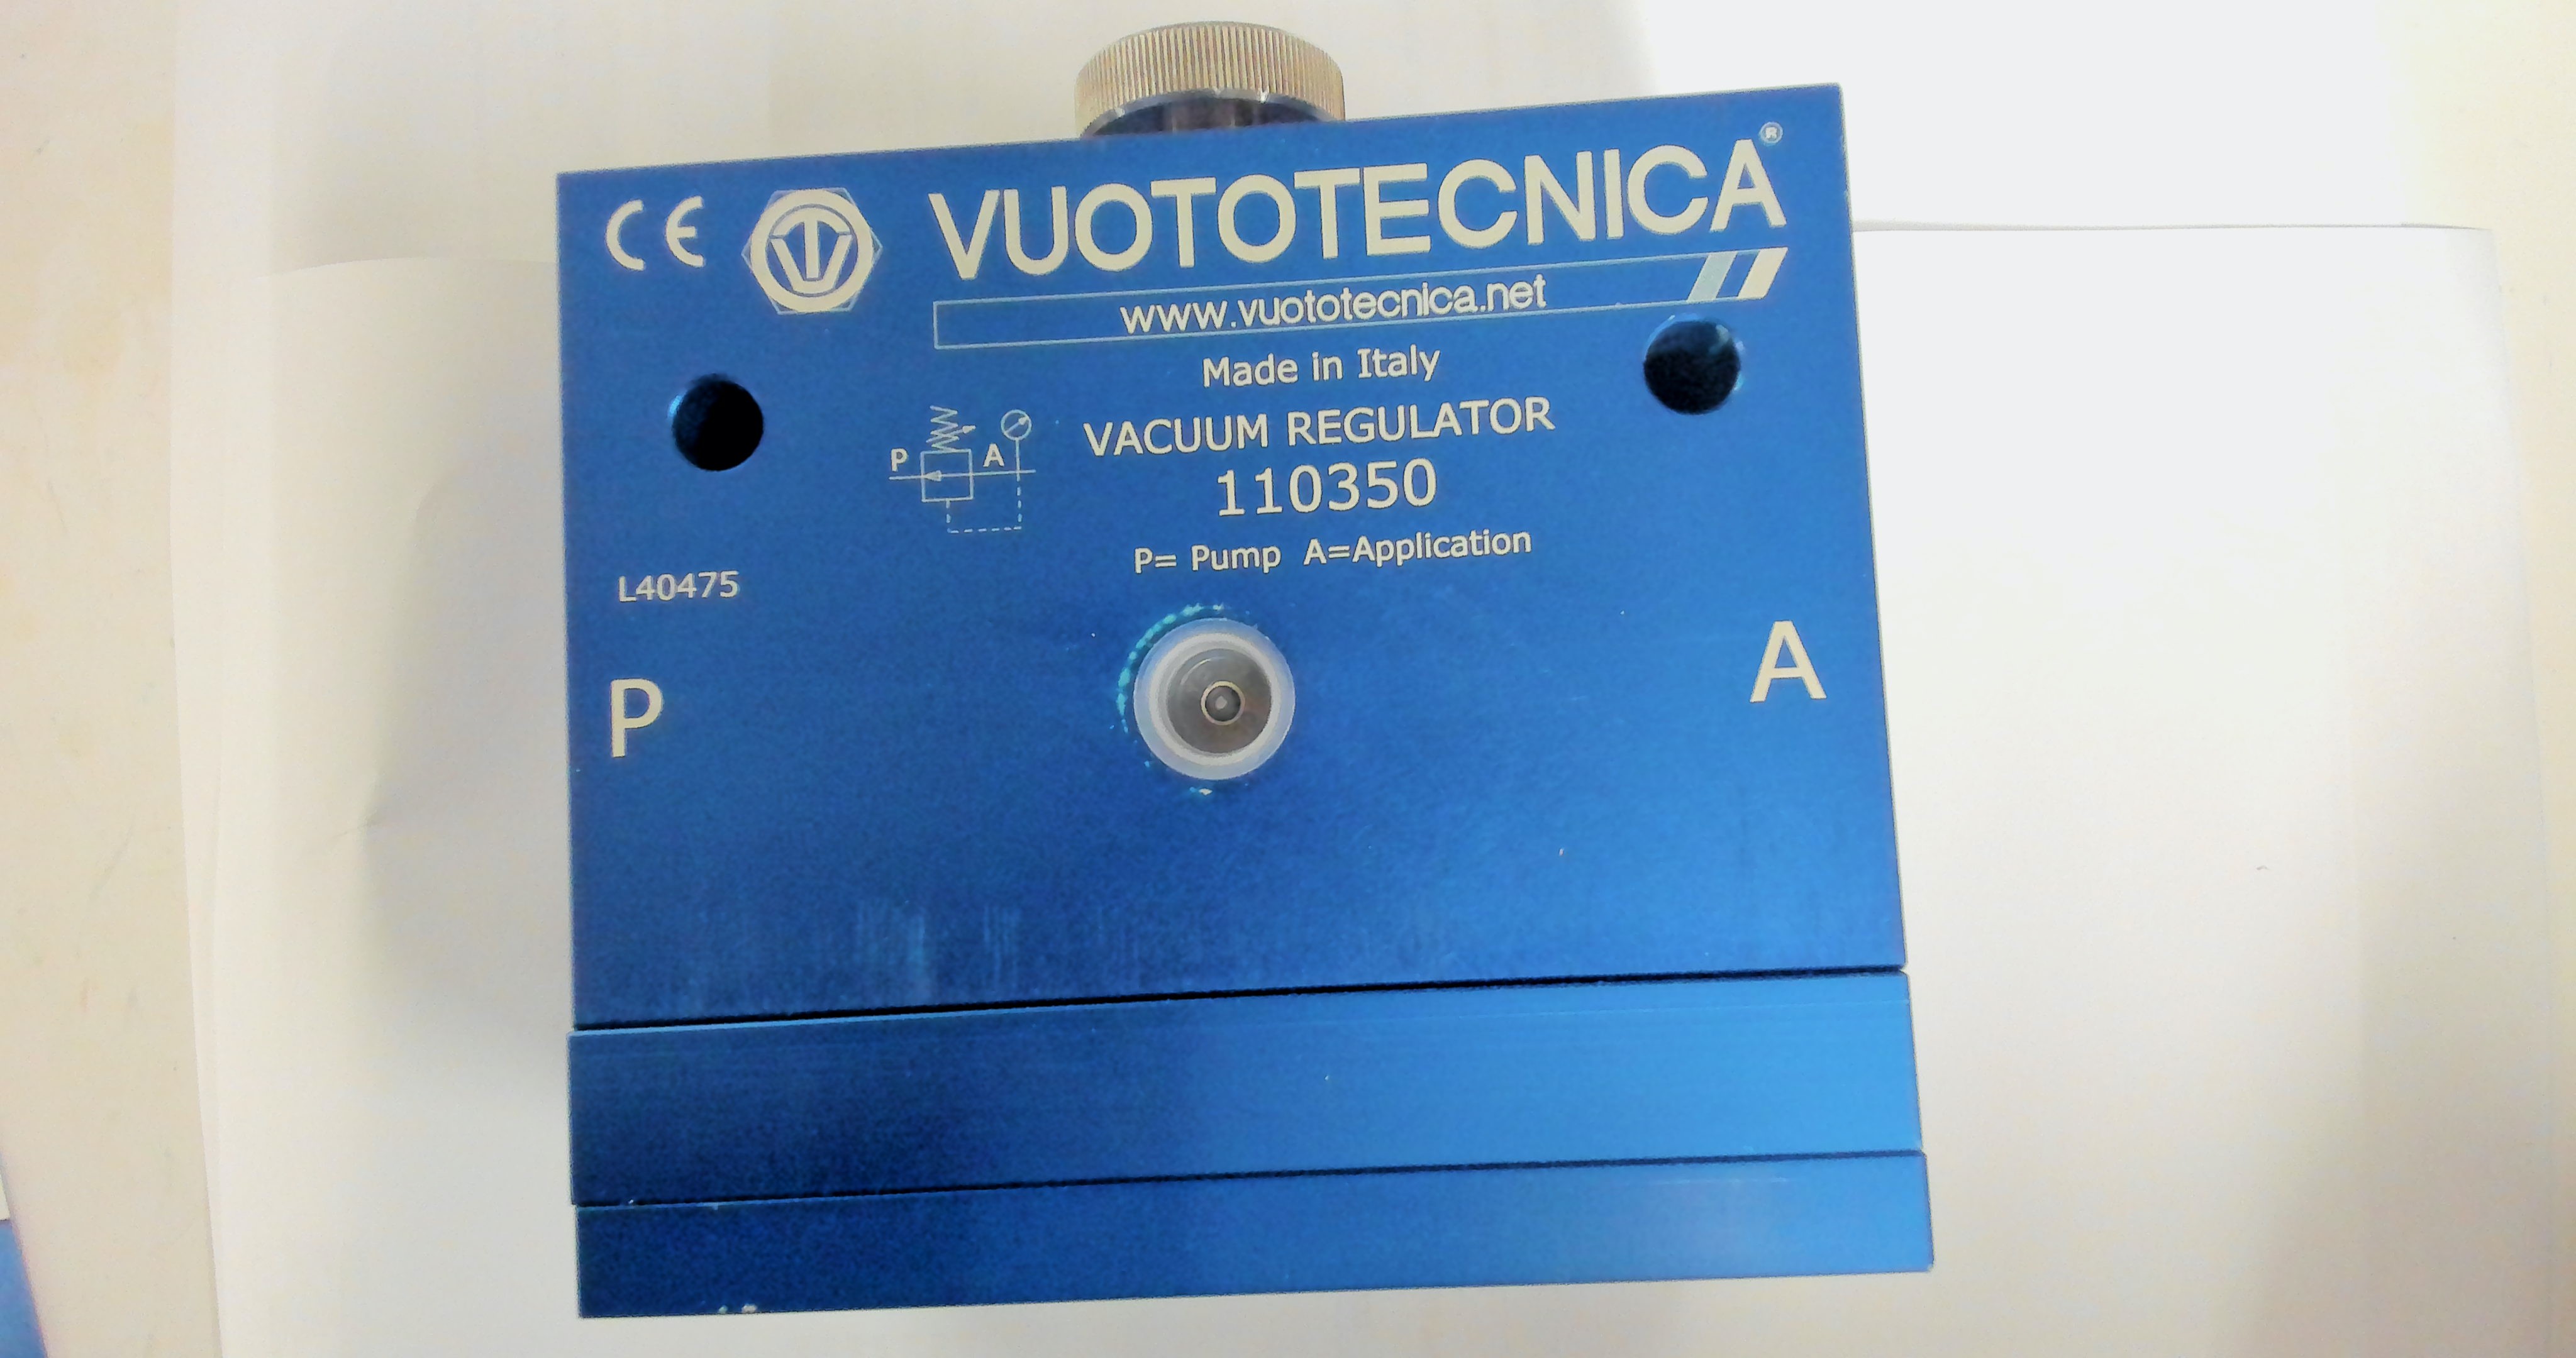 CE VUOTOTECNICA®
www.vuototecnica.net
Made in Italy
VACUUM REGULATOR
P A
110350
P= Pump A=Application
L40475
P
A